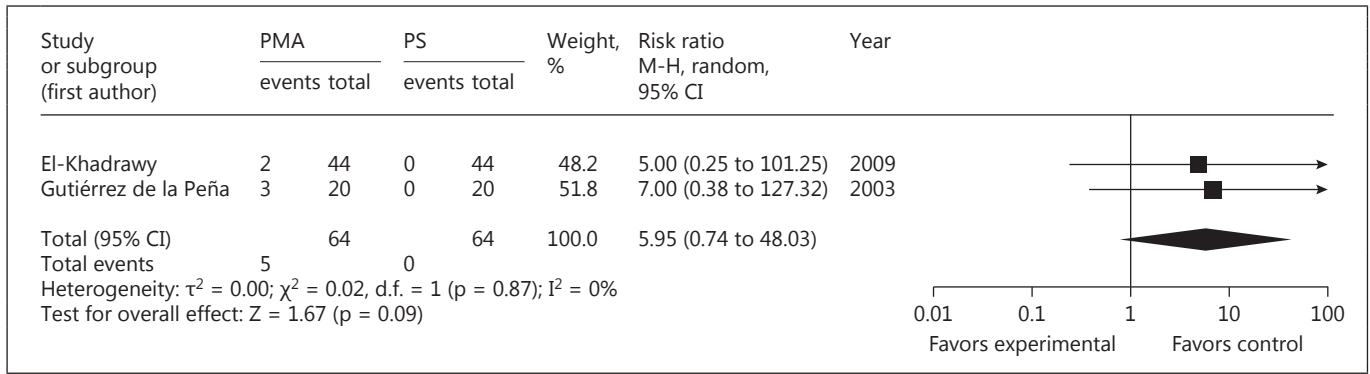 Study PMA PS Weight, Risk ratio Year
or subgroup % M-H, random,
(first author) events total events total 95% CI
El-Khadrawy 2 44 0 44 48.2 5.00 (0.25 to 101.25) 2009
Gutiérrez de la Peña 3 20 0 20 51.8 7.00 (0.38 to 127.32) 2003
Total (95% CI) 64 64 100.0 5.95 (0.74 to 48.03)
Total events 5 0
Heterogeneity: τ² = 0.00; χ² = 0.02, d.f. = 1 (p = 0.87); I² = 0%
Test for overall effect: Z = 1.67 (p = 0.09)
0.01 0.1 1 10 100
Favors experimental Favors control